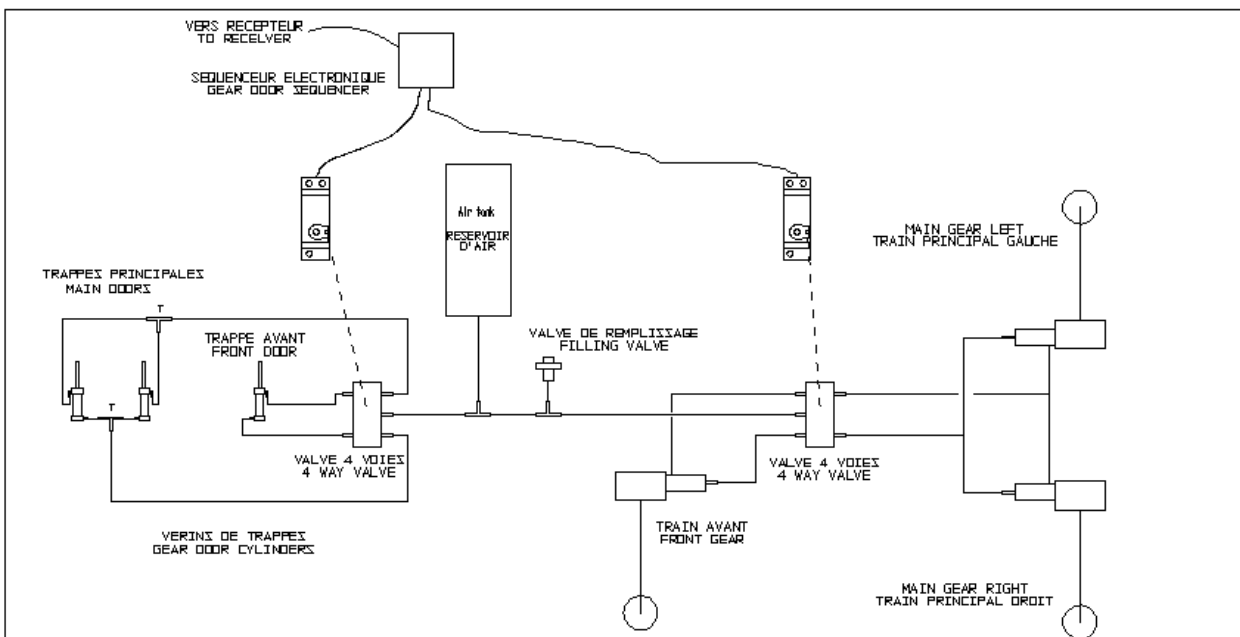 VERS RECEPTEUR
TO RECELVER
SEQUENCEUR ELECTRONIQUE
GEAR DOOR SEQUENCER
Air tank
RESERVOIR
D'AIR
MAIN GEAR LEFT
TRAIN PRINCIPAL GAUCHE
TRAPPES PRINCIPALES
MAIN DOORS
T
TRAPPE AVANT
FRONT DOOR
VALVE DE REMPLISSAGE
FILLING VALVE
T
VALVE 4 VOIES
4 WAY VALVE
VALVE 4 VOIES
4 WAY VALVE
VERINS DE TRAPPES
GEAR DOOR CYLINDERS
TRAIN AVANT
FRONT GEAR
MAIN GEAR RIGHT
TRAIN PRINCIPAL DROIT